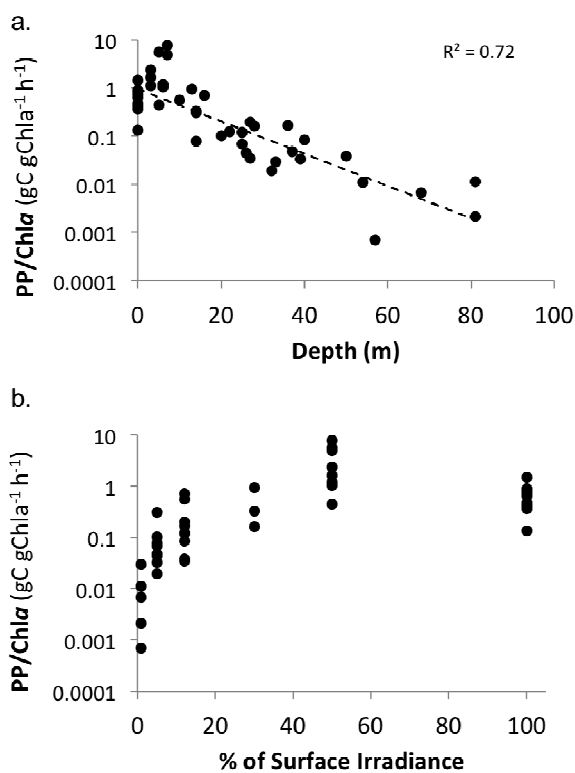 a.
10
1
0.1
0.01
0.001
0.0001
PP/Chla (gC gChla⁻¹ h⁻¹)
R² = 0.72
0 20 40 60 80 100
Depth (m)
b.
10
1
0.1
0.01
0.001
0.0001
PP/Chla (gC gChla⁻¹ h⁻¹)
0 20 40 60 80 100
% of Surface Irradiance